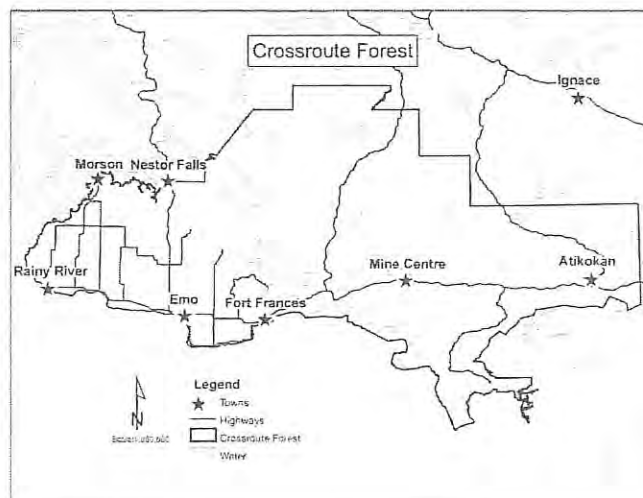 Crossroute Forest
Ignace
Morson
Nestor Falls
Rainy River
Mine Centre
Atikokan
Emo
Fort Frances
Legend
Towns
Highways
Crossroute Forest
Water